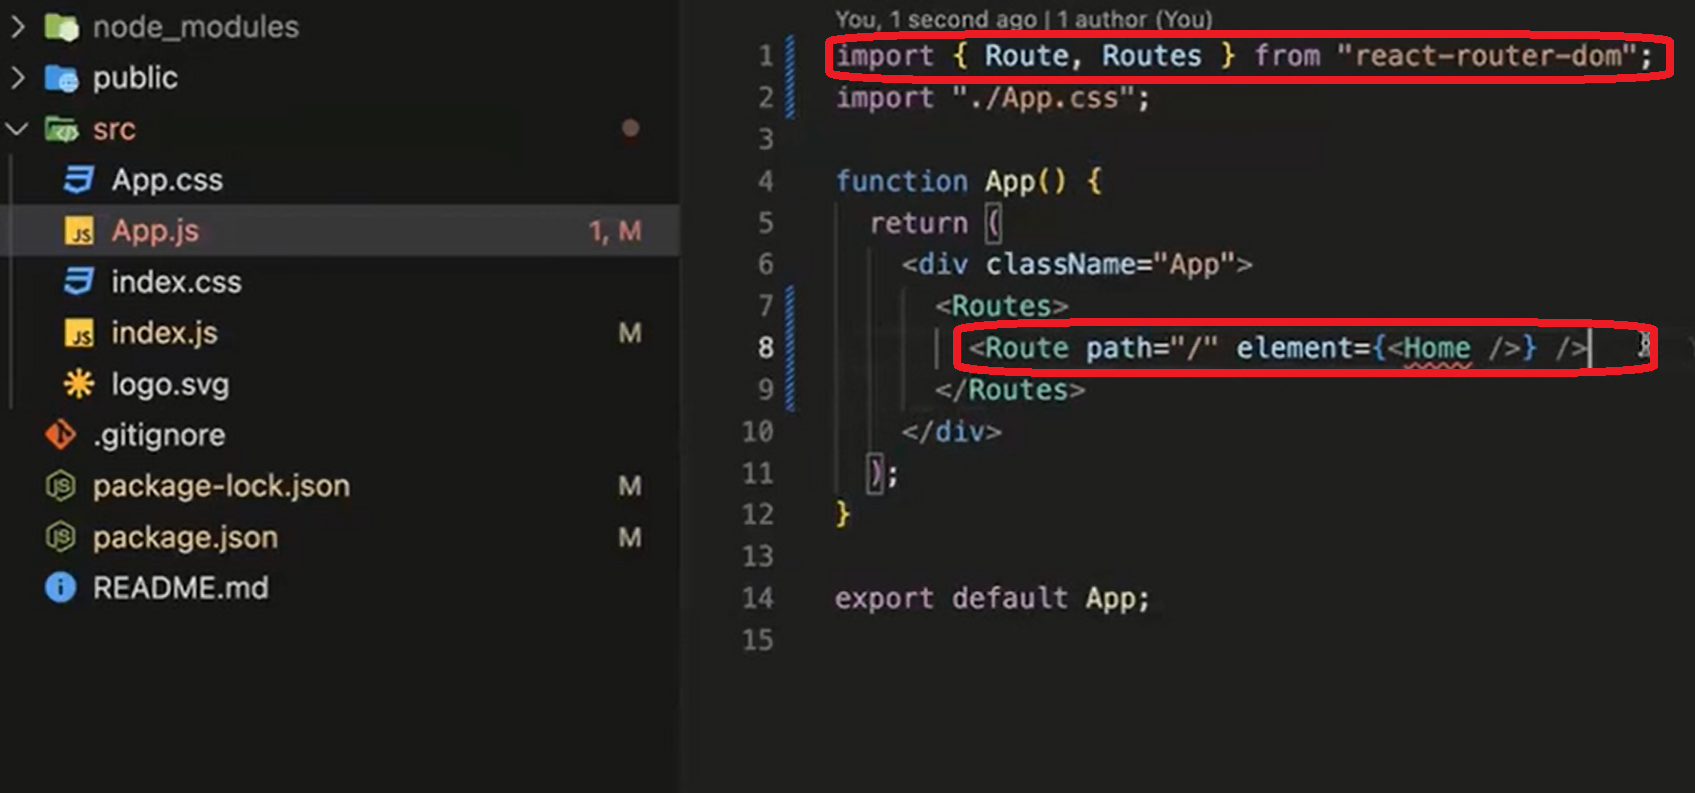 node_modules
public
src
App.css
App.js 1, M
index.css
index.js M
logo.svg
.gitignore
package-lock.json M
package.json M
README.md
You, 1 second ago | 1 author (You)
1 import { Route, Routes } from "react-router-dom";
2 import "./App.css";
3
4 function App() {
5 return (
6 <div className="App">
7 <Routes>
8 <Route path="/" element={<Home />} />
9 </Routes>
10 </div>
11 );
12 }
13
14 export default App;
15